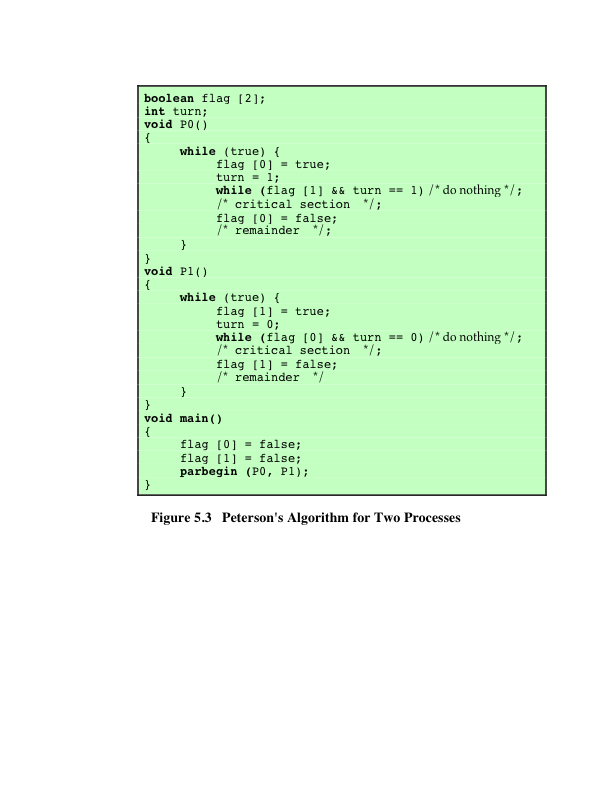 boolean flag [2];
int turn;
void P0()
{
while (true) {
flag [0] = true;
turn = 1;
while (flag [1] && turn == 1) /* do nothing */;
/* critical section */;
flag [0] = false;
/* remainder */;
}
}
void P1()
{
while (true) {
flag [1] = true;
turn = 0;
while (flag [0] && turn == 0) /* do nothing */;
/* critical section */;
flag [1] = false;
/* remainder */
}
}
void main()
{
flag [0] = false;
flag [1] = false;
parbegin (P0, P1);
}
Figure 5.3 Peterson's Algorithm for Two Processes